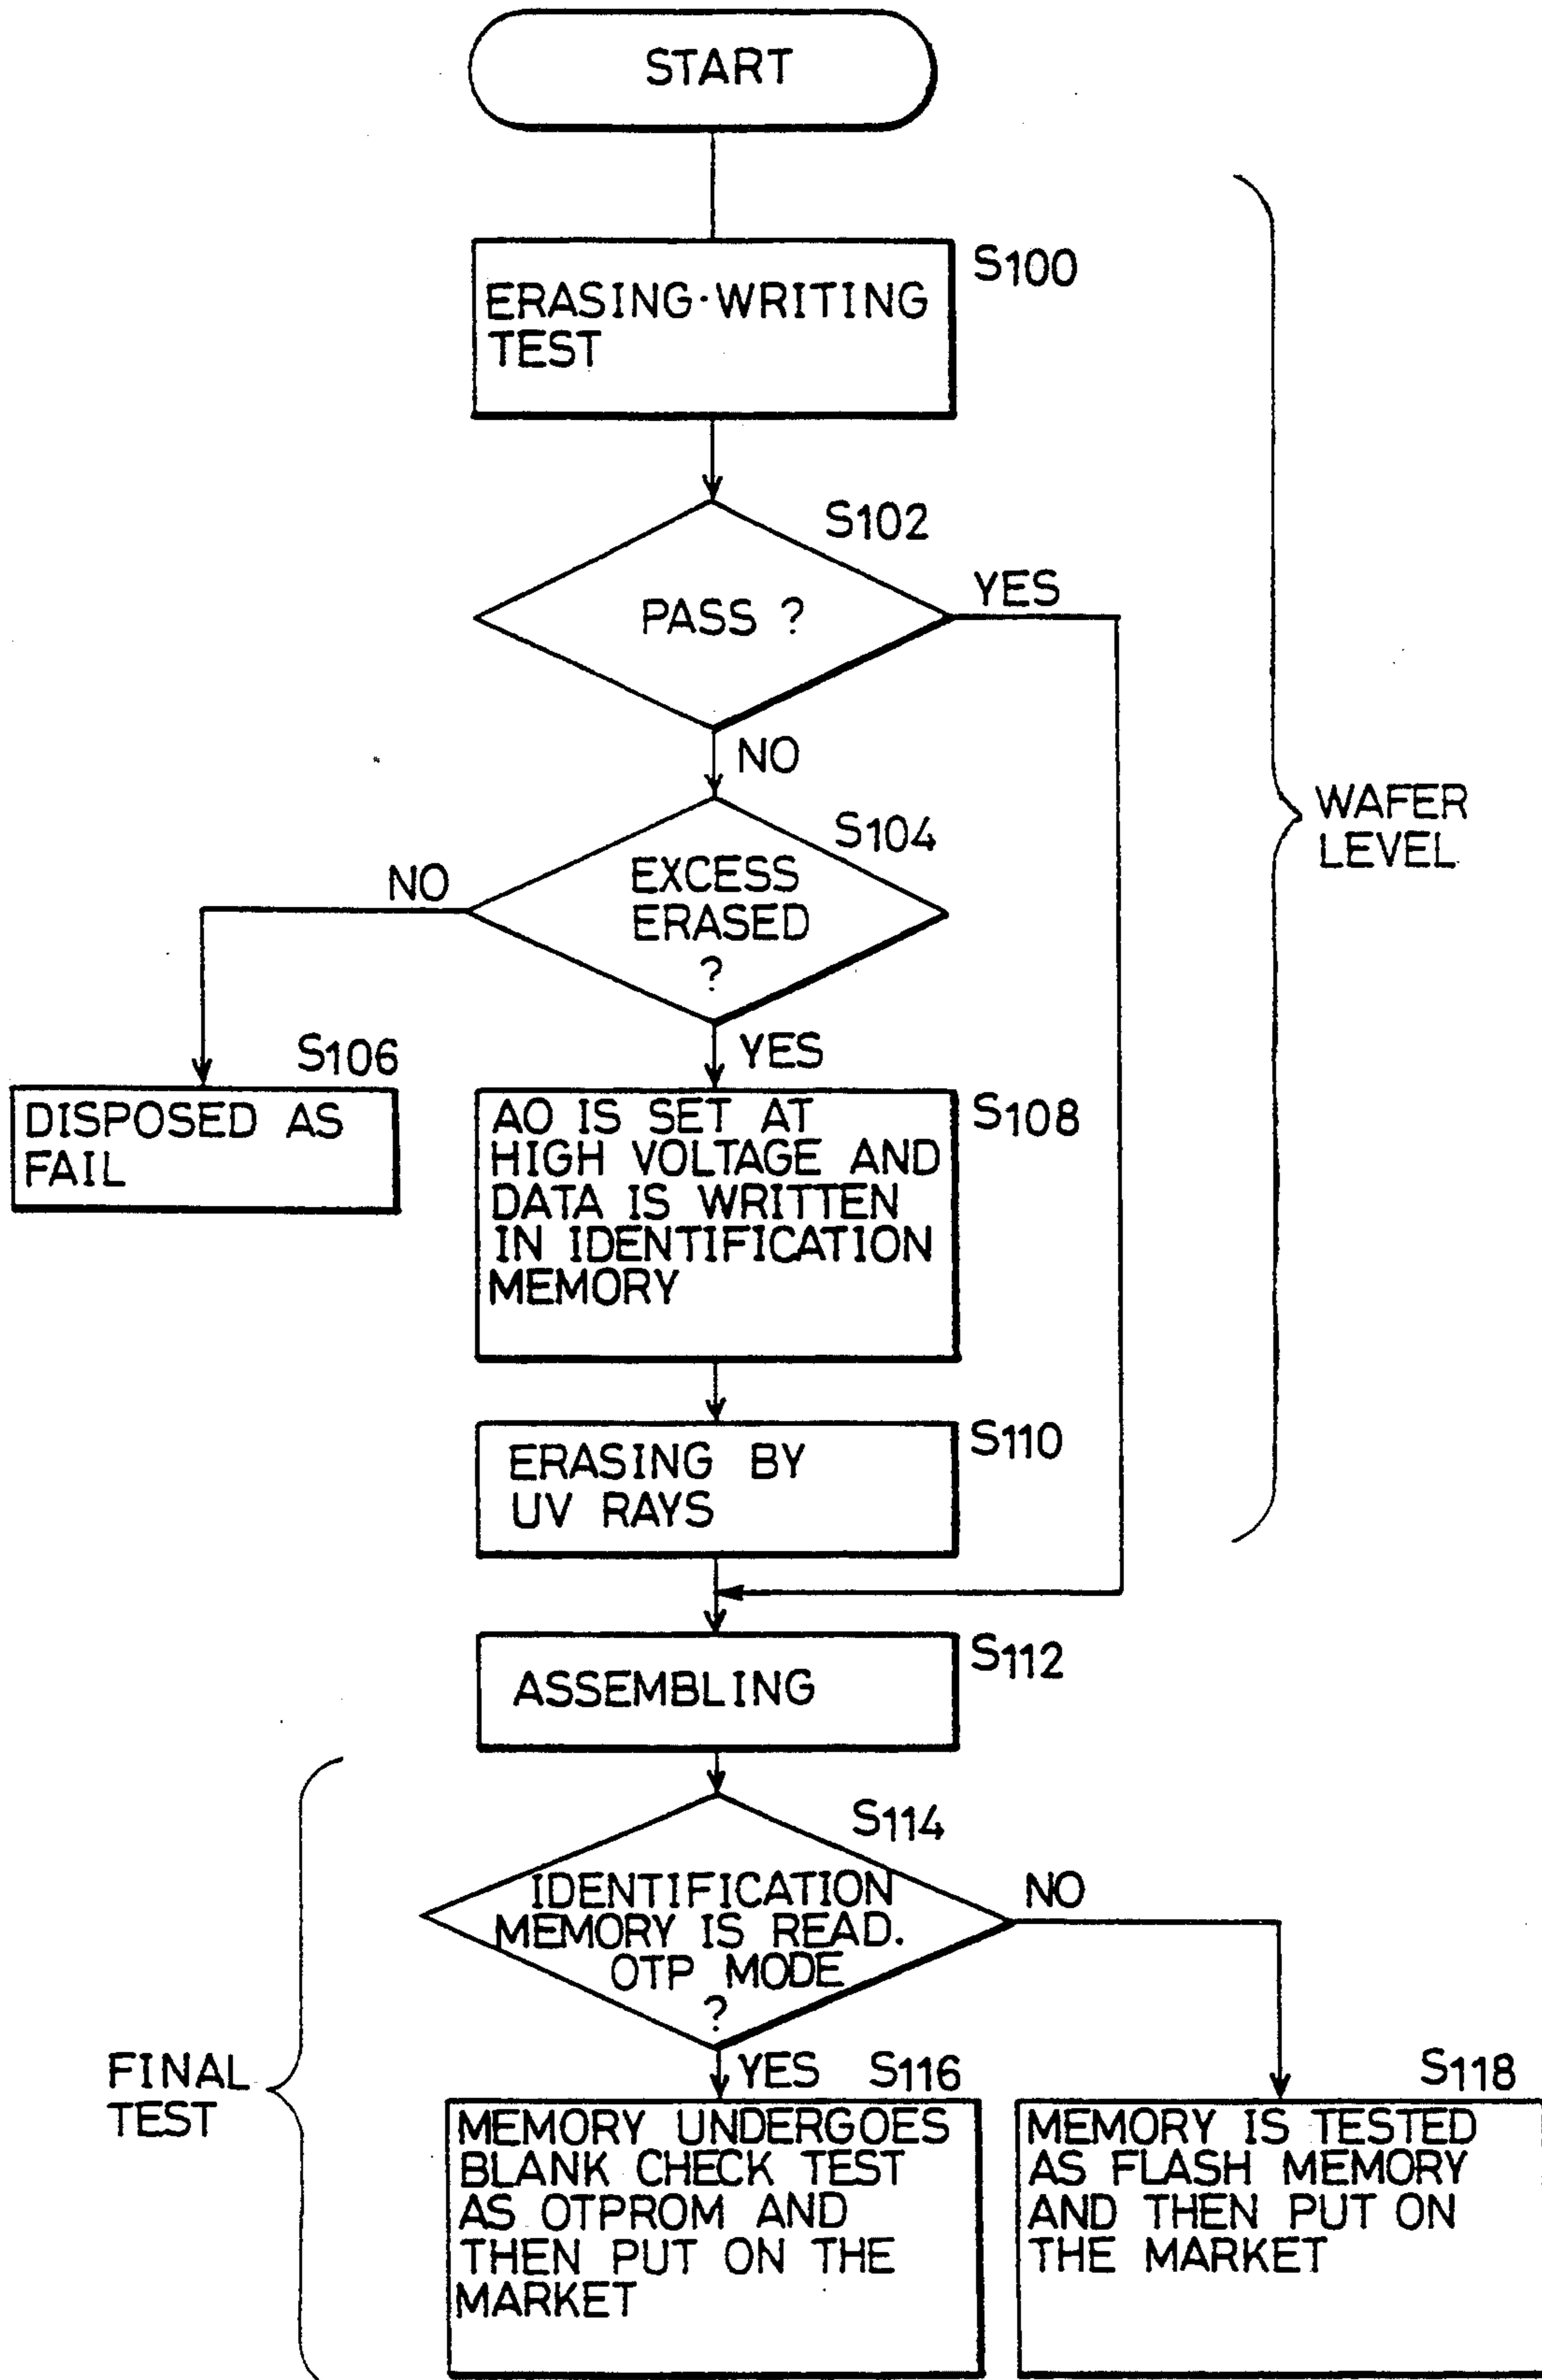 START
S100
ERASING·WRITING
TEST
S102
PASS ?
YES
NO
S104
EXCESS
ERASED
?
NO
WAFER
LEVEL
YES
S106
DISPOSED AS
FAIL
S108
AO IS SET AT
HIGH VOLTAGE AND
DATA IS WRITTEN
IN IDENTIFICATION
MEMORY
S110
ERASING BY
UV RAYS
S112
ASSEMBLING
S114
IDENTIFICATION
MEMORY IS READ.
OTP MODE
?
NO
FINAL
TEST
YES
S116
MEMORY UNDERGOES
BLANK CHECK TEST
AS OTPROM AND
THEN PUT ON THE
MARKET
S118
MEMORY IS TESTED
AS FLASH MEMORY
AND THEN PUT ON
THE MARKET